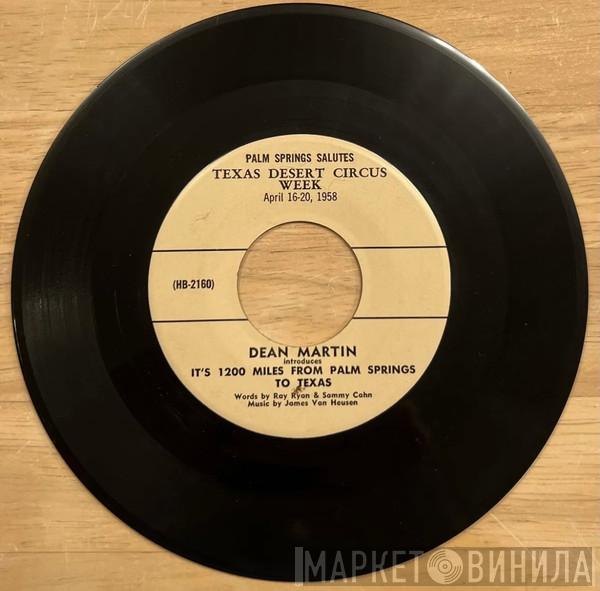 PALM SPRINGS SALUTES
TEXAS DESERT CIRCUS
WEEK
April 16-20, 1958
(HB-2160)
DEAN MARTIN
introduces
IT'S 1200 MILES FROM PALM SPRINGS
TO TEXAS
Words by Ray Ryan & Sammy Cahn
Music by James Van Heusen
МАРКЕТ ВИНИЛА